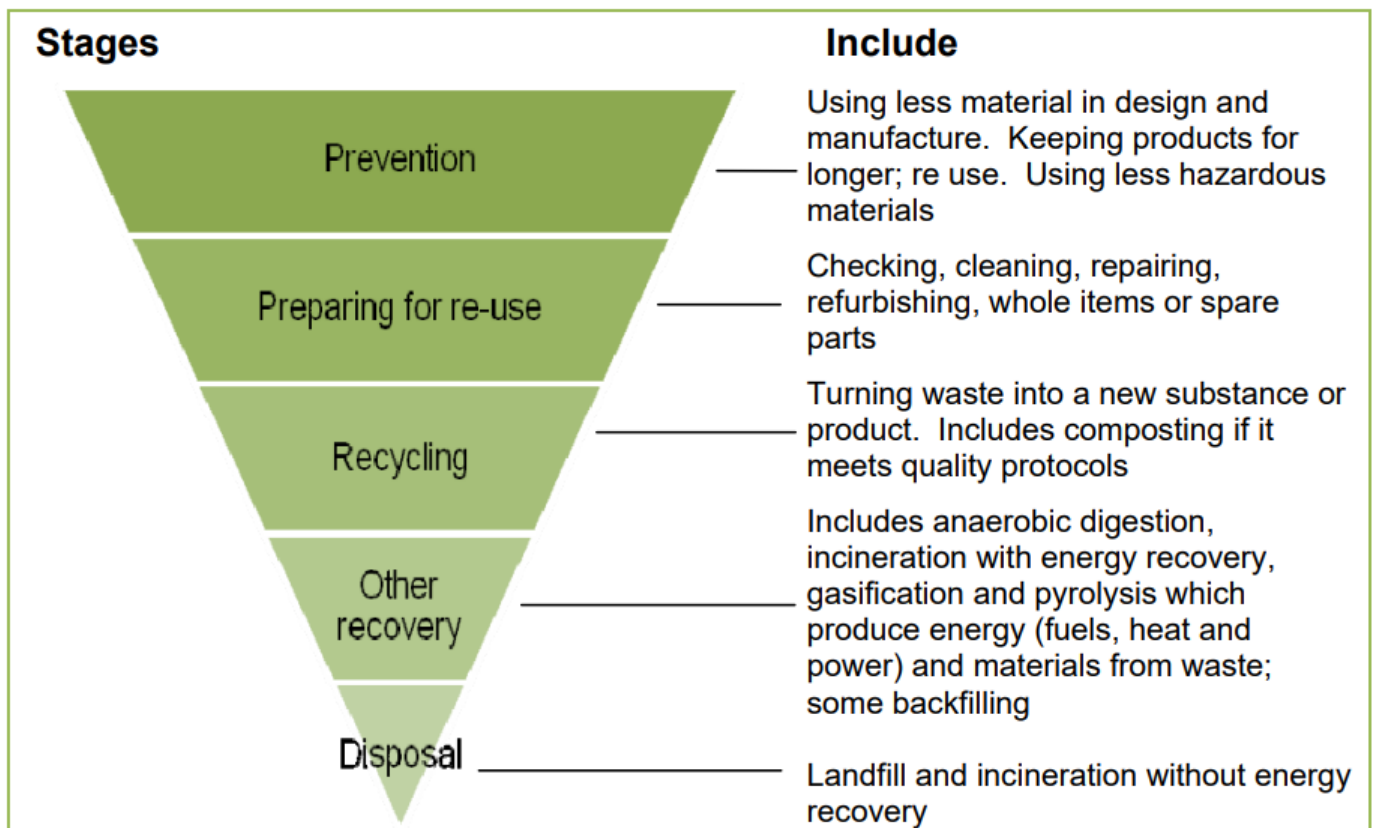 Stages
Include
Prevention
Using less material in design and
manufacture.  Keeping products for
longer; re use.  Using less hazardous
materials
Preparing for re-use
Checking, cleaning, repairing,
refurbishing, whole items or spare
parts
Recycling
Turning waste into a new substance or
product.  Includes composting if it
meets quality protocols
Other
recovery
Includes anaerobic digestion,
incineration with energy recovery,
gasification and pyrolysis which
produce energy (fuels, heat and
power) and materials from waste;
some backfilling
Disposal
Landfill and incineration without energy
recovery